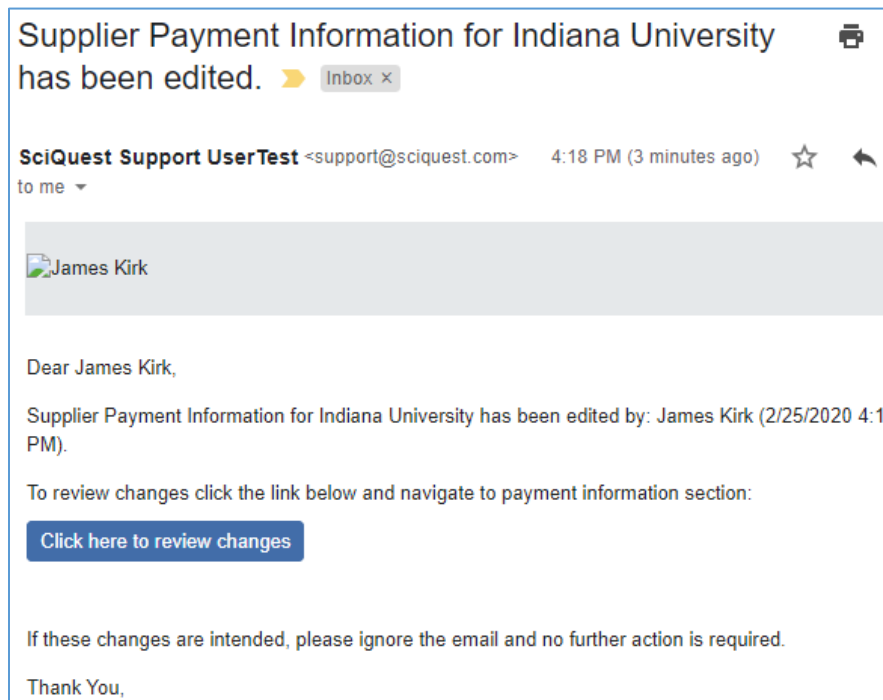 Supplier Payment Information for Indiana University
has been edited. Inbox ×
SciQuest Support UserTest <support@sciquest.com> 4:18 PM (3 minutes ago)
to me
James Kirk
Dear James Kirk,
Supplier Payment Information for Indiana University has been edited by: James Kirk (2/25/2020 4:1
PM).
To review changes click the link below and navigate to payment information section:
Click here to review changes
If these changes are intended, please ignore the email and no further action is required.
Thank You,